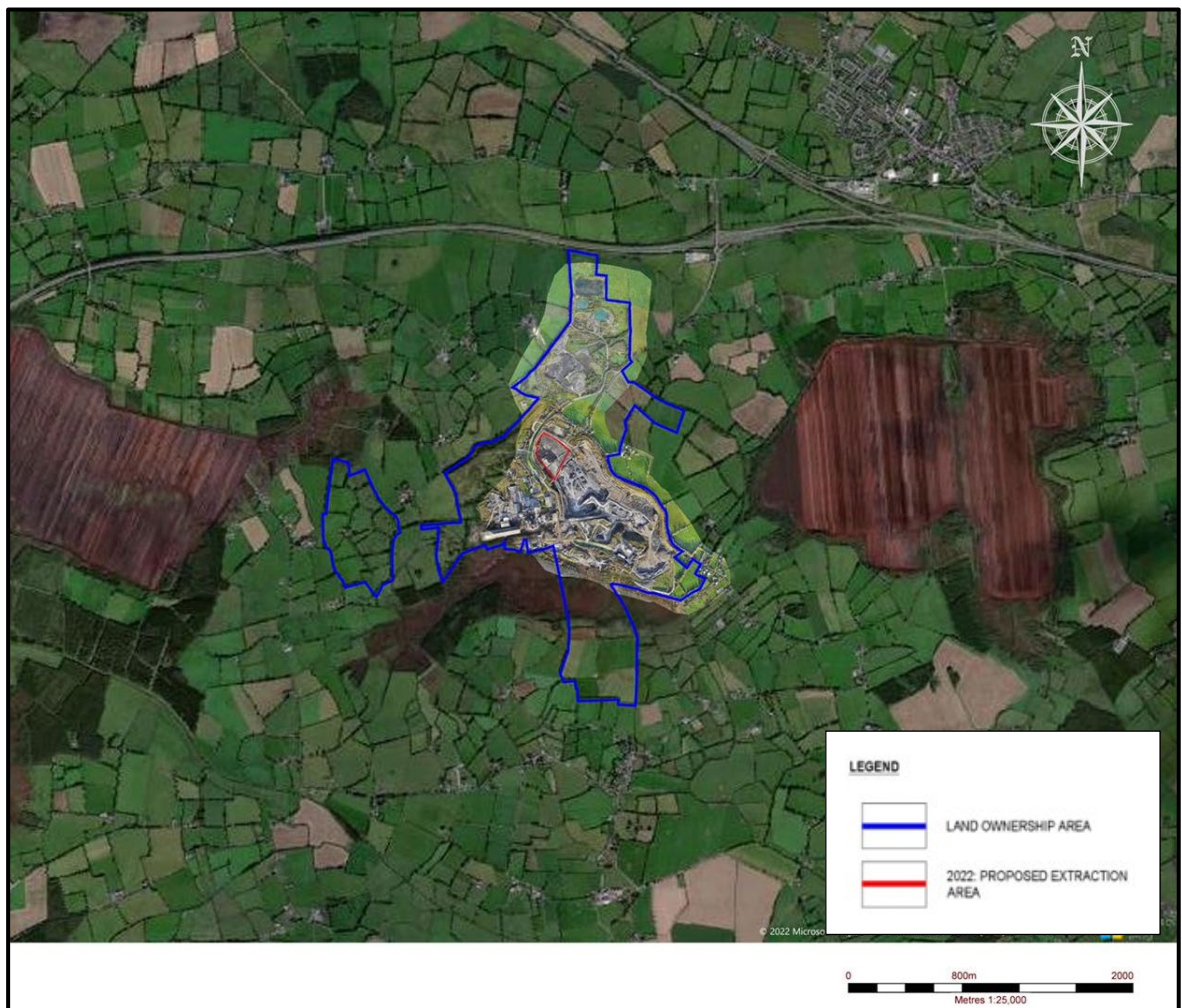 N
LEGEND
LAND OWNERSHIP AREA
2022: PROPOSED EXTRACTION
AREA
© 2022 Microso
0 800m 2000
Metres 1:25,000